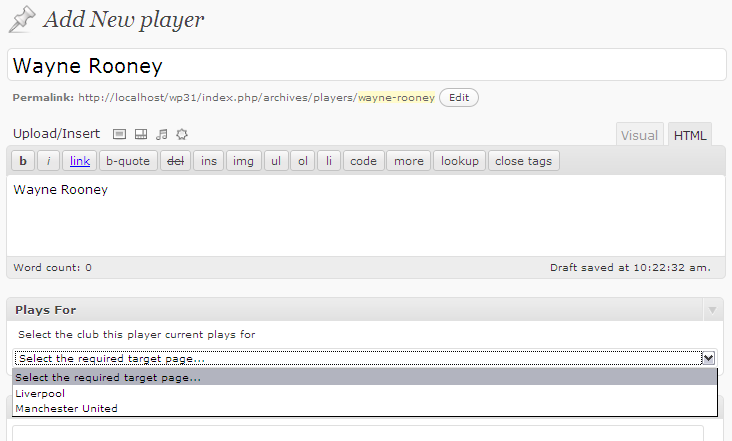 Add New player
Wayne Rooney
Permalink: http://localhost/wp31/index.php/archives/players/wayne-rooney Edit
Upload/Insert Visual HTML
b i link b-quote del ins img ul ol li code more lookup close tags
Wayne Rooney
Word count: 0 Draft saved at 10:22:32 am.
Plays For
Select the club this player current plays for
Select the required target page...
Select the required target page...
Liverpool
Manchester United